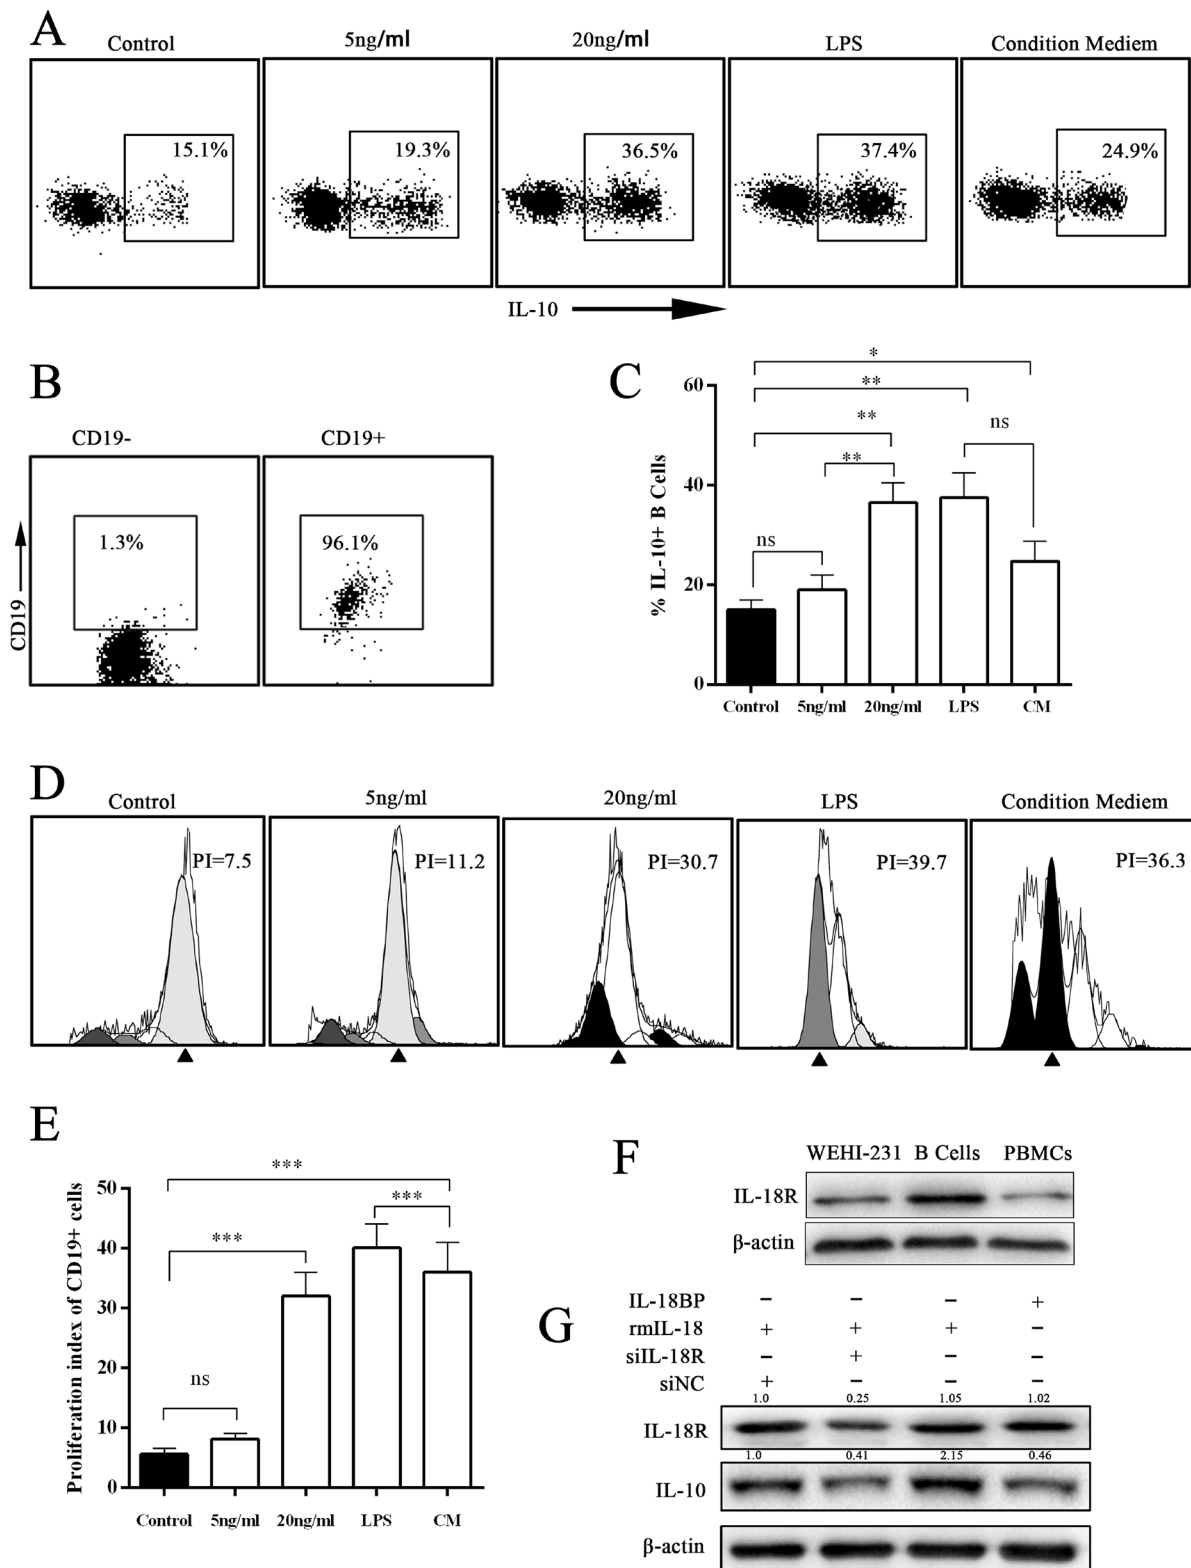 A
Control 5ng/ml 20ng/ml LPS Condition Mediem
15.1% 19.3% 36.5% 37.4% 24.9%
IL-10
B
CD19- CD19+
1.3% 96.1%
CD19
C
% IL-10+ B Cells
60
40
20
0
*
**
**
**
ns
ns
Control 5ng/ml 20ng/ml LPS CM
D
Control 5ng/ml 20ng/ml LPS Condition Mediem
PI=7.5 PI=11.2 PI=30.7 PI=39.7 PI=36.3
E
Proliferation index of CD19+ cells
50
40
30
20
10
0
***
***
***
ns
Control 5ng/ml 20ng/ml LPS CM
F
WEHI-231 B Cells PBMCs
IL-18R
β-actin
G
IL-18BP − − − +
rmIL-18 + + + −
siIL-18R − + − −
siNC + − − −
1.0 0.25 1.05 1.02
IL-18R
1.0 0.41 2.15 0.46
IL-10
β-actin